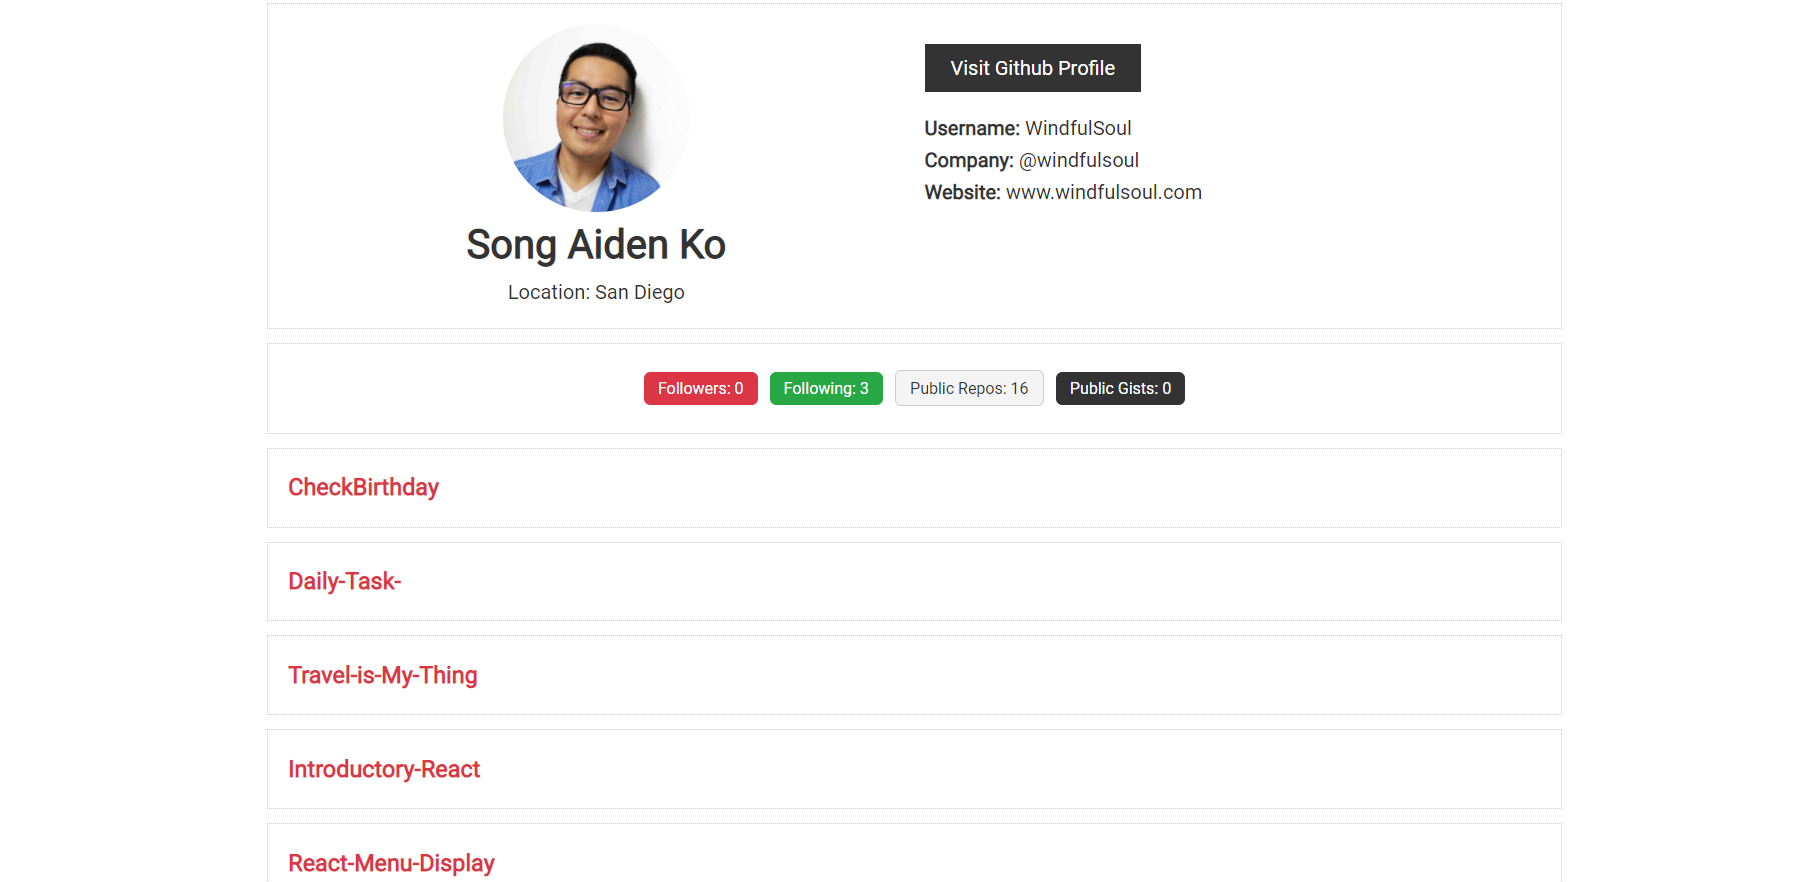 Song Aiden Ko
Location: San Diego
Visit Github Profile
Username: WindfulSoul
Company: @windfulsoul
Website: www.windfulsoul.com
Followers: 0
Following: 3
Public Repos: 16
Public Gists: 0
CheckBirthday
Daily-Task-
Travel-is-My-Thing
Introductory-React
React-Menu-Display